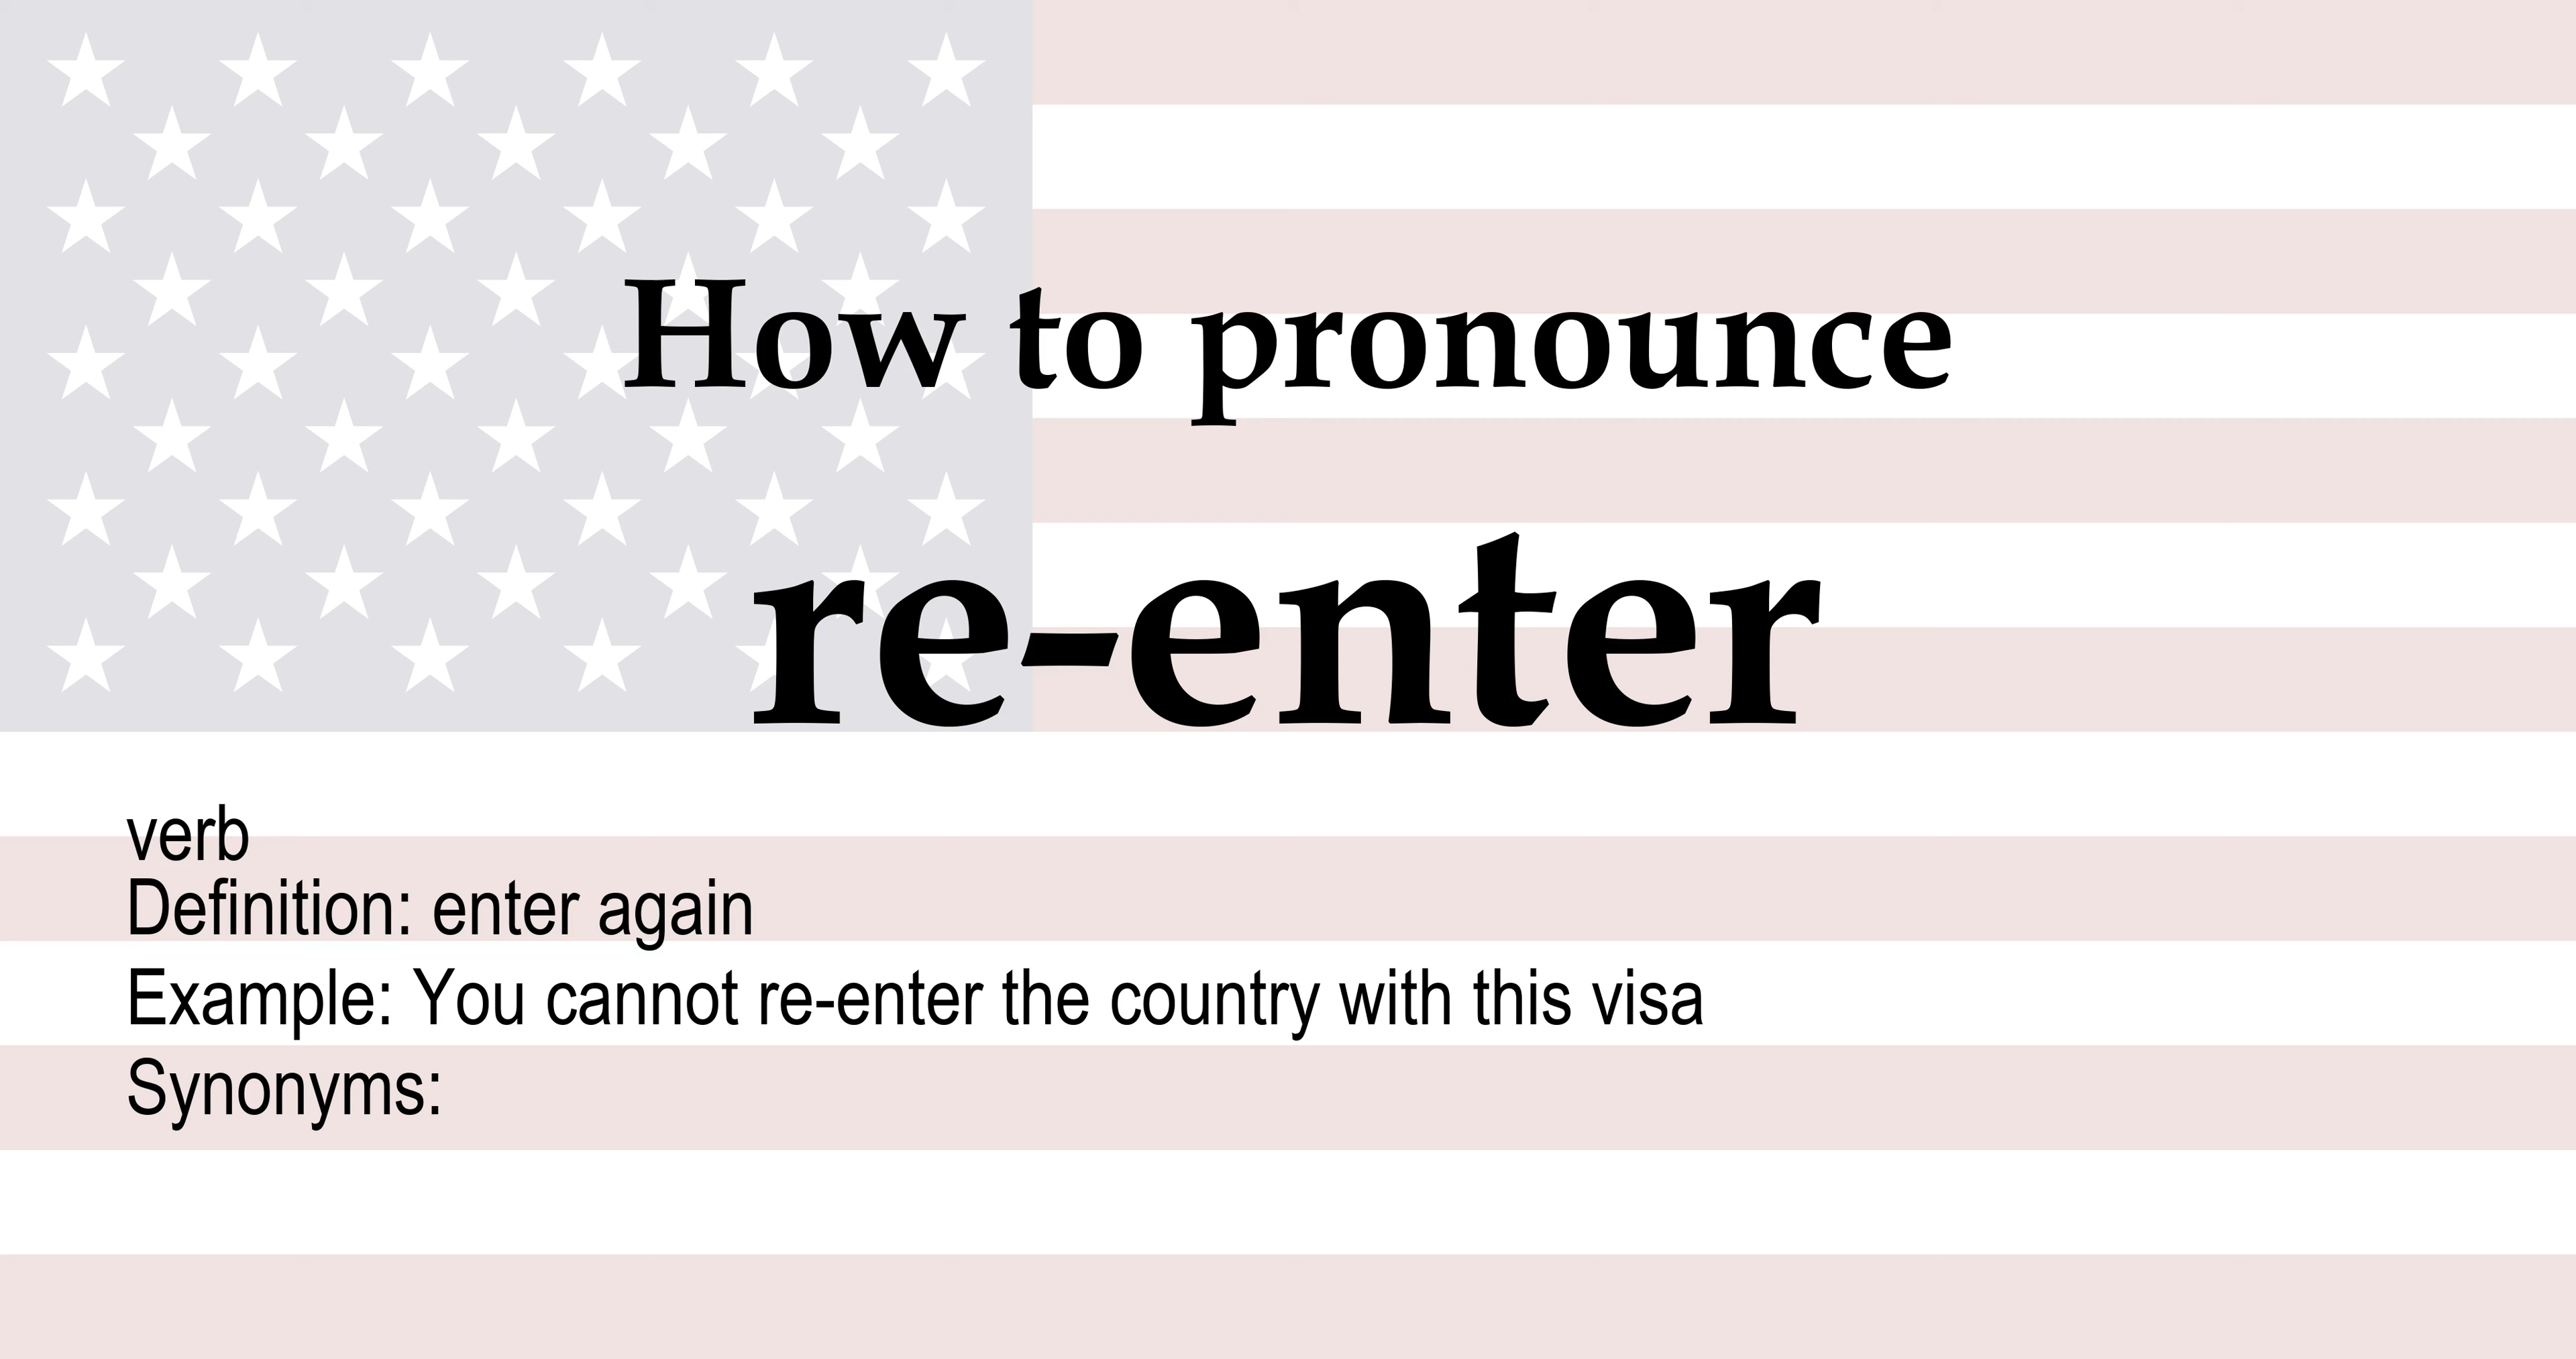 How to pronounce
re-enter
verb
Definition: enter again
Example: You cannot re-enter the country with this visa
Synonyms: